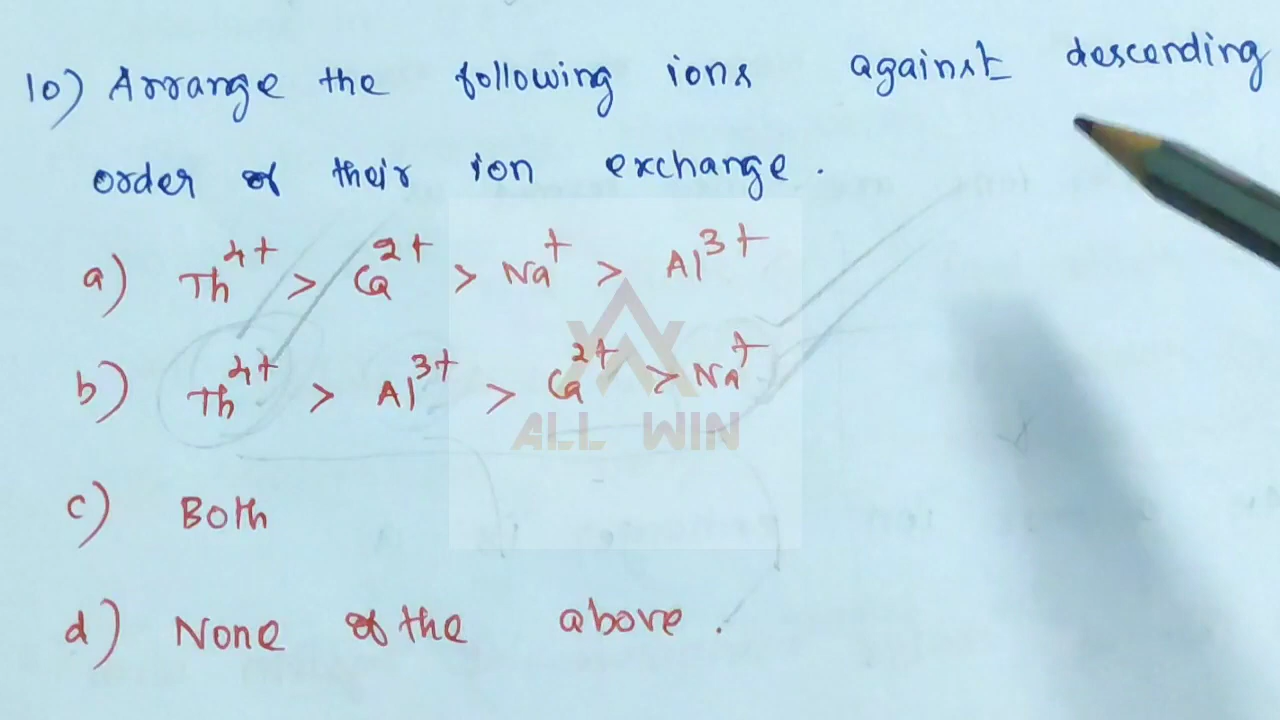 10) Arrange the following ions against descending
order of their ion exchange.
a) Th⁴⁺ > Ca²⁺ > Na⁺ > Al³⁺
b) Th⁴⁺ > Al³⁺ > Ca²⁺ > Na⁺
ALL WIN
c) Both
d) None of the above.